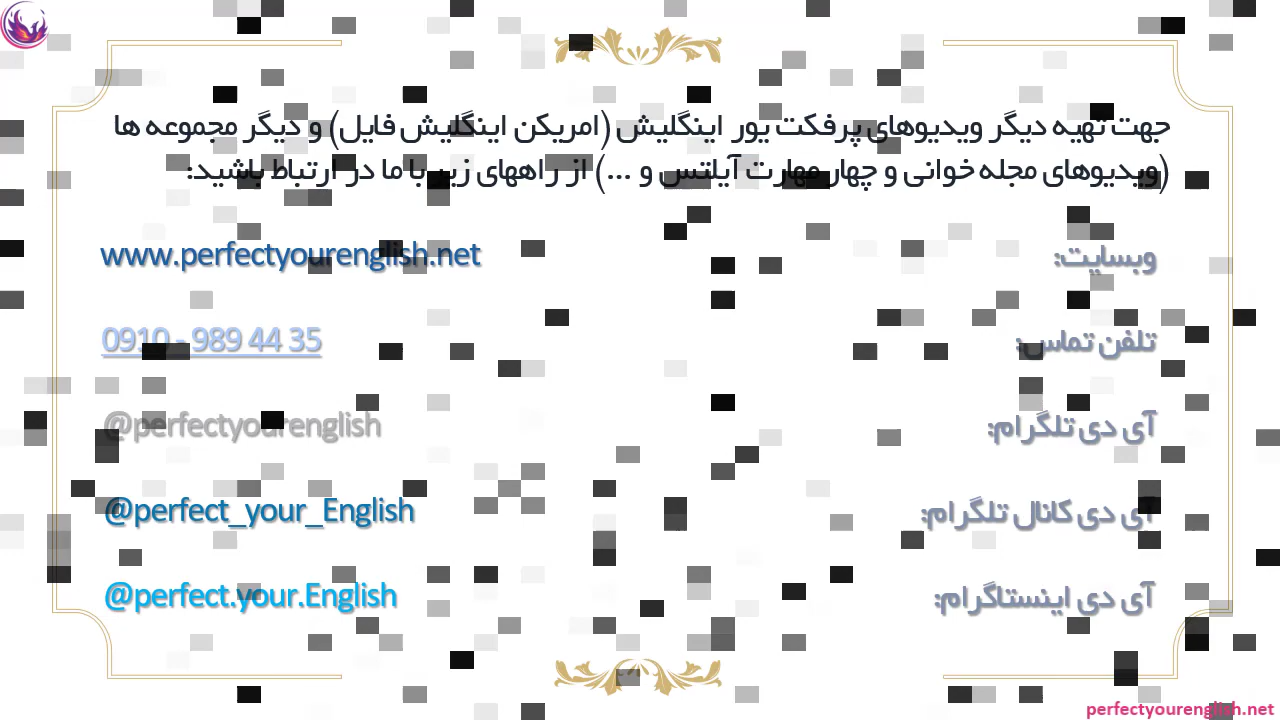 جهت تهیه دیگر ویدیوهای پرفکت یور اینگلیش (امریکن اینگلیش فایل) و دیگر مجموعه ها
(ویدیوهای مجله خوانی و چهار مهارت آیلتس و ...) از راههای زیر با ما در ارتباط باشید:
وبسایت: www.perfectyourenglish.net
تلفن تماس: 0910 - 989 44 35
آی دی تلگرام: @perfectyourenglish
آی دی کانال تلگرام: @perfect_your_English
آی دی اینستاگرام: @perfect.your.English
perfectyourenglish.net